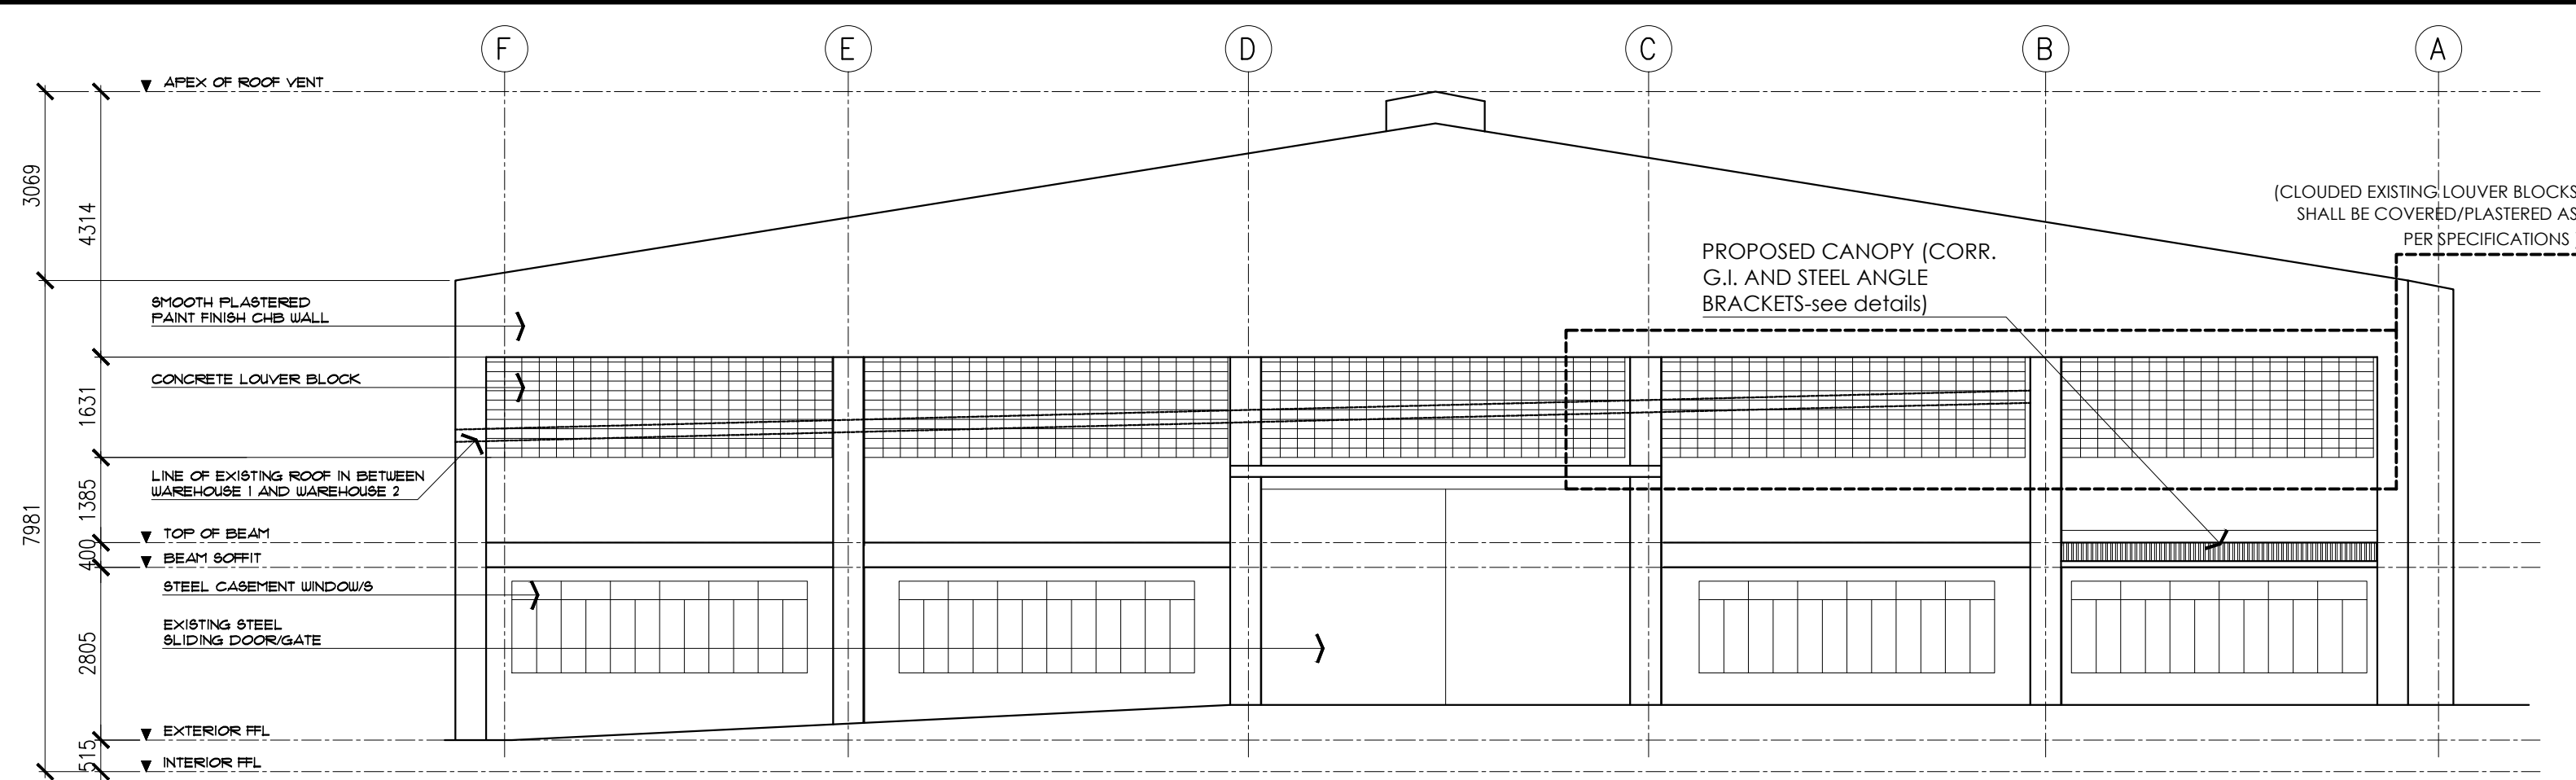 F
E
D
C
B
A
APEX OF ROOF VENT
3069
4314
(CLOUDED EXISTING LOUVER BLOCKS
SHALL BE COVERED/PLASTERED AS
PER SPECIFICATIONS
PROPOSED CANOPY (CORR.
G.I. AND STEEL ANGLE
BRACKETS-see details)
SMOOTH PLASTERED
PAINT FINISH CHB WALL
CONCRETE LOUVER BLOCK
1631
LINE OF EXISTING ROOF IN BETWEEN
WAREHOUSE 1 AND WAREHOUSE 2
1385
7981
TOP OF BEAM
400
BEAM SOFFIT
STEEL CASEMENT WINDOW/S
EXISTING STEEL
SLIDING DOOR/GATE
2805
EXTERIOR FFL
515
INTERIOR FFL